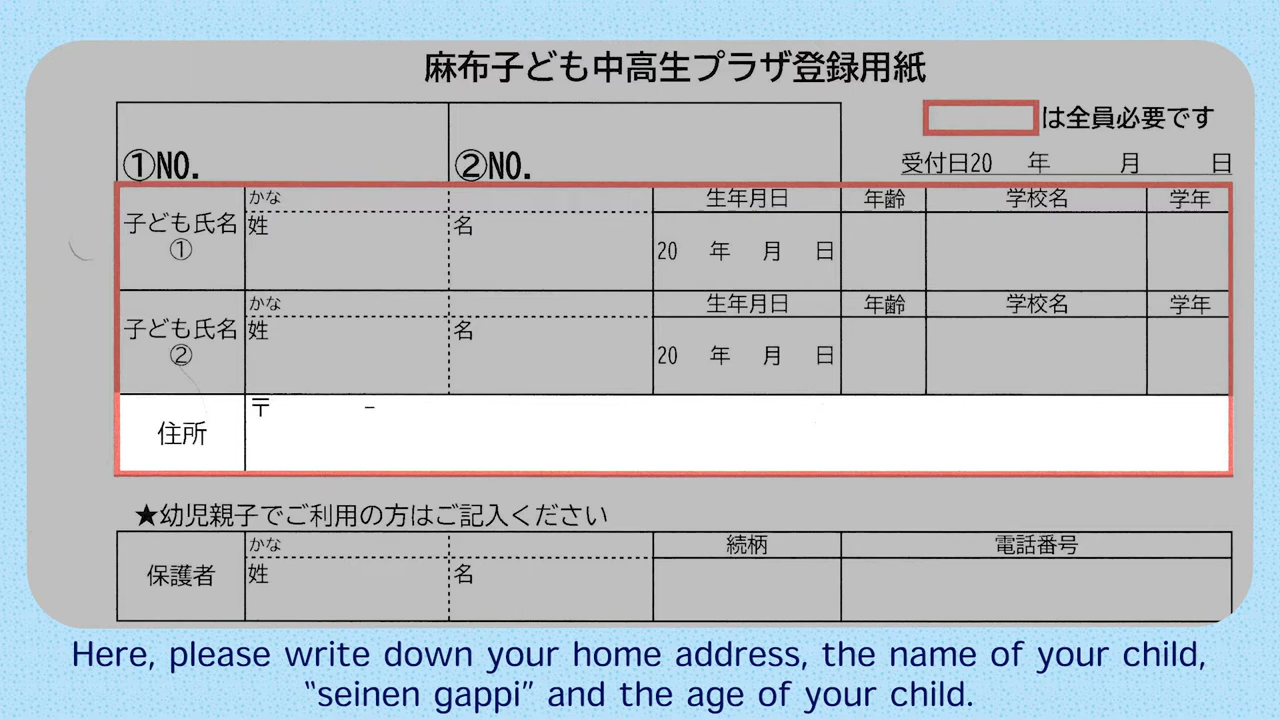 麻布子ども中高生プラザ登録用紙
は全員必要です
①NO. ②NO.
受付日20 年 月 日
かな 生年月日 年齢 学校名 学年
子ども氏名 姓 名
① 20 年 月 日
かな 生年月日 年齢 学校名 学年
子ども氏名 姓 名
② 20 年 月 日
〒 －
住所
★幼児親子でご利用の方はご記入ください
かな 続柄 電話番号
保護者 姓 名
Here, please write down your home address, the name of your child,
“seinen gappi” and the age of your child.